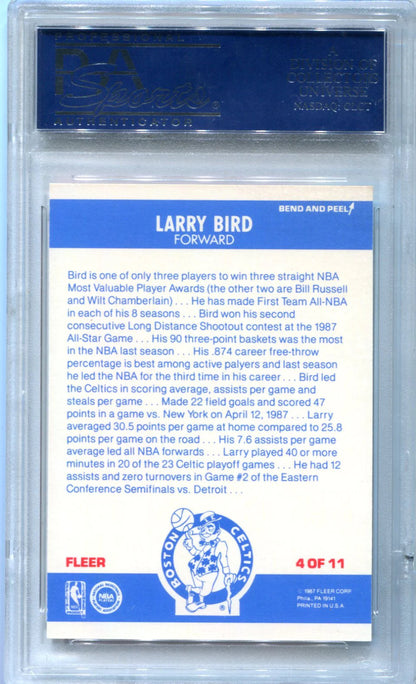 PROFESSIONAL
PSA
Sports®
AUTHENTICATOR
A
DIVISION OF
COLLECTORS
UNIVERSE
NASDAQ: CLCT
BEND AND PEEL
LARRY BIRD
FORWARD
Bird is one of only three players to win three straight NBA
Most Valuable Player Awards (the other two are Bill Russell
and Wilt Chamberlain) . . . He has made First Team All-NBA
in each of his 8 seasons . . . Bird won his second
consecutive Long Distance Shootout contest at the 1987
All-Star Game . . . His 90 three-point baskets was the most
in the NBA last season . . . His .874 career free-throw
percentage is best among active palyers and last season
he led the NBA for the third time in his career . . . Bird led
the Celtics in scoring average, assists per game and
steals per game . . . Made 22 field goals and scored 47
points in a game vs. New York on April 12, 1987 . . . Larry
averaged 30.5 points per game at home compared to 25.8
points per game on the road . . . His 7.6 assists per game
average led all NBA forwards . . . Larry played 40 or more
minutes in 20 of the 23 Celtic playoff games . . . He had 12
assists and zero turnovers in Game #2 of the Eastern
Conference Semifinals vs. Detroit . . .
FLEER
BOSTON CELTICS
4 OF 11
NBA
NBA
PLAYERS
© 1987 FLEER CORP.
Phila., PA 19141
PRINTED IN U.S.A.